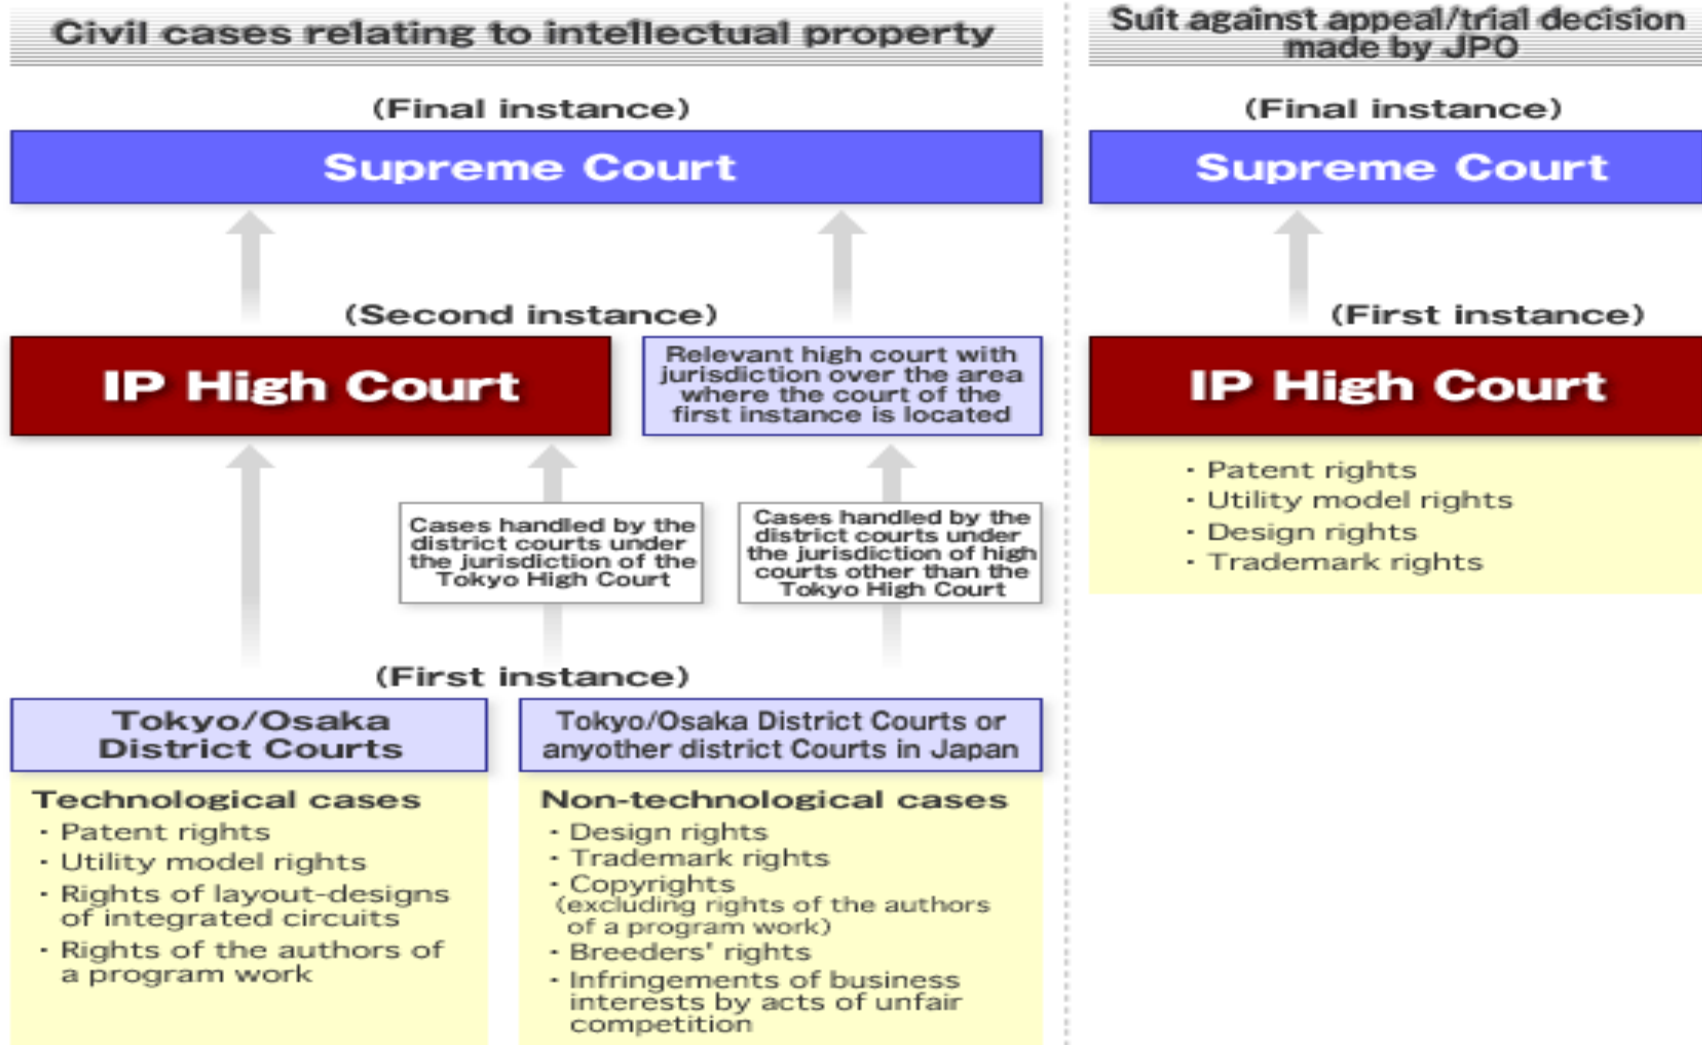 Civil cases relating to intellectual property
(Final instance)
Supreme Court
(Second instance)
IP High Court
Relevant high court with
jurisdiction over the area
where the court of the
first instance is located
Cases handled by the
district courts under
the jurisdiction of the
Tokyo High Court
Cases handled by the
district courts under
the jurisdiction of high
courts other than the
Tokyo High Court
(First instance)
Tokyo/Osaka
District Courts
Technological cases
・Patent rights
・Utility model rights
・Rights of layout-designs
of integrated circuits
・Rights of the authors of
a program work
Tokyo/Osaka District Courts or
anyother district Courts in Japan
Non-technological cases
・Design rights
・Trademark rights
・Copyrights
(excluding rights of the authors
of a program work)
・Breeders' rights
・Infringements of business
interests by acts of unfair
competition
Suit against appeal/trial decision
made by JPO
(Final instance)
Supreme Court
(First instance)
IP High Court
・Patent rights
・Utility model rights
・Design rights
・Trademark rights